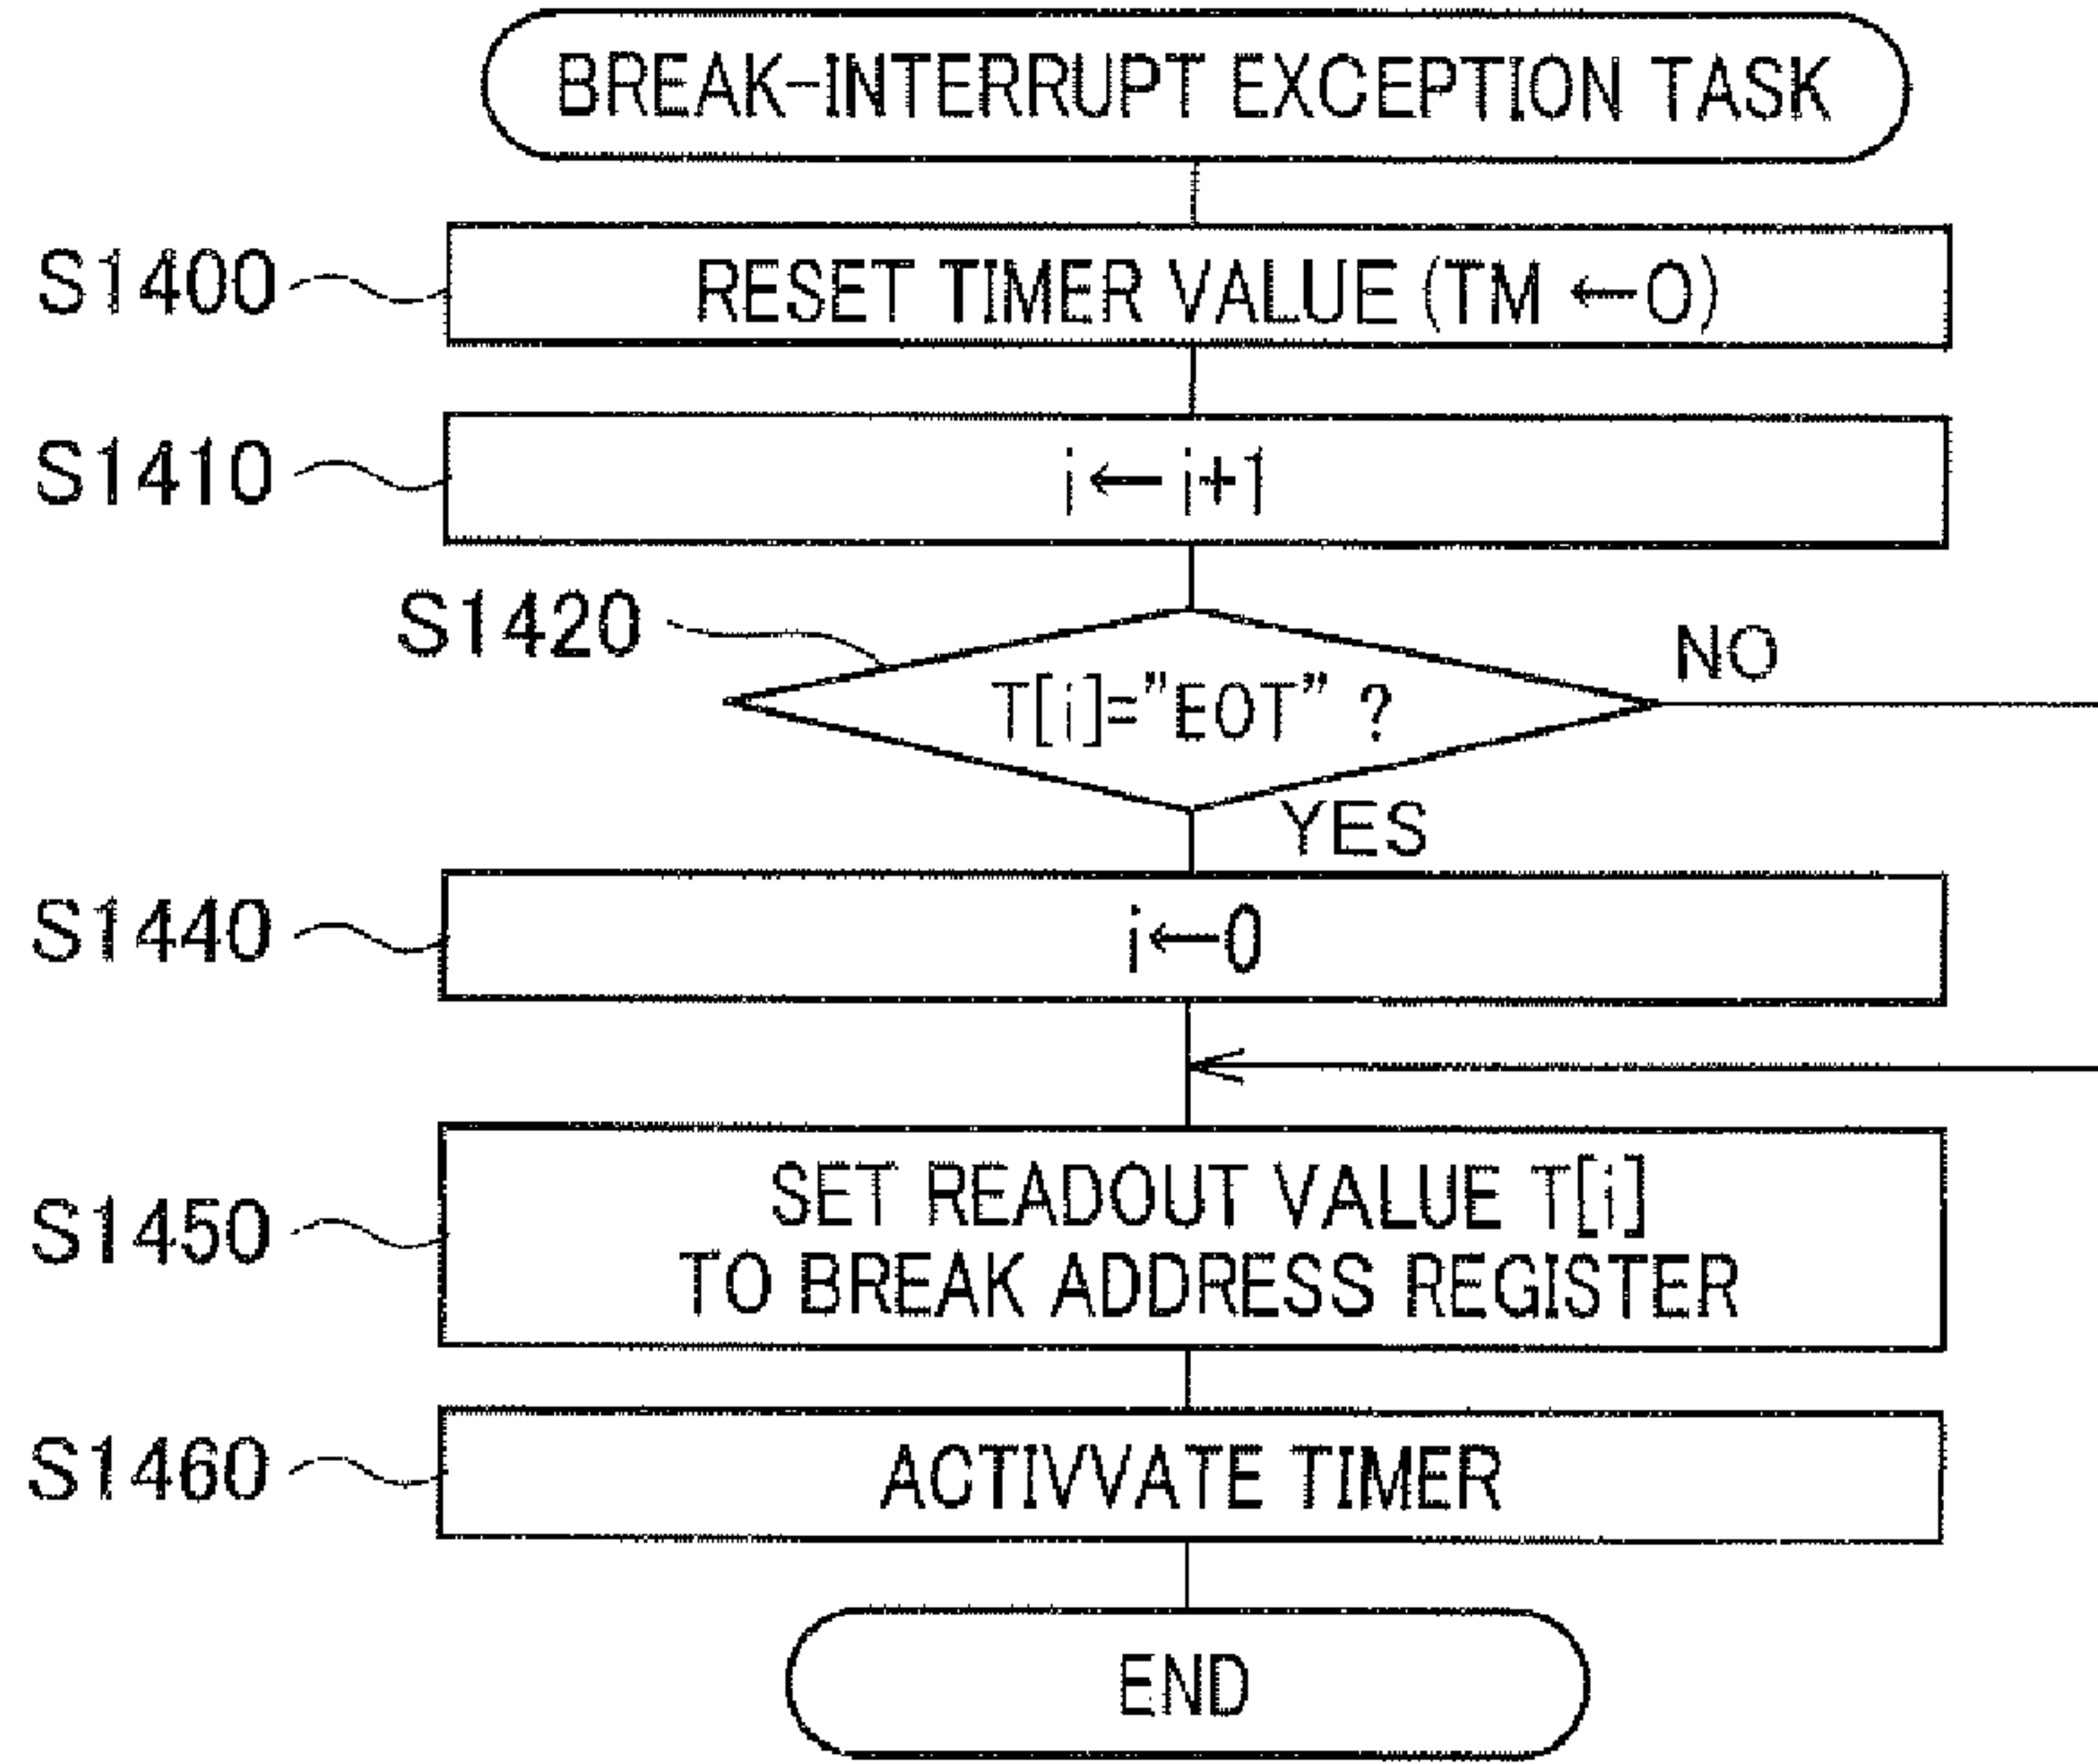 BREAK-INTERRUPT EXCEPTION TASK
S1400
RESET TIMER VALUE (TM ←0)
S1410
i← i+1
S1420
T[i]="EOT" ?
NO
YES
S1440
i←0
S1450
SET READOUT VALUE T[i]
TO BREAK ADDRESS REGISTER
S1460
ACTIVVATE TIMER
END